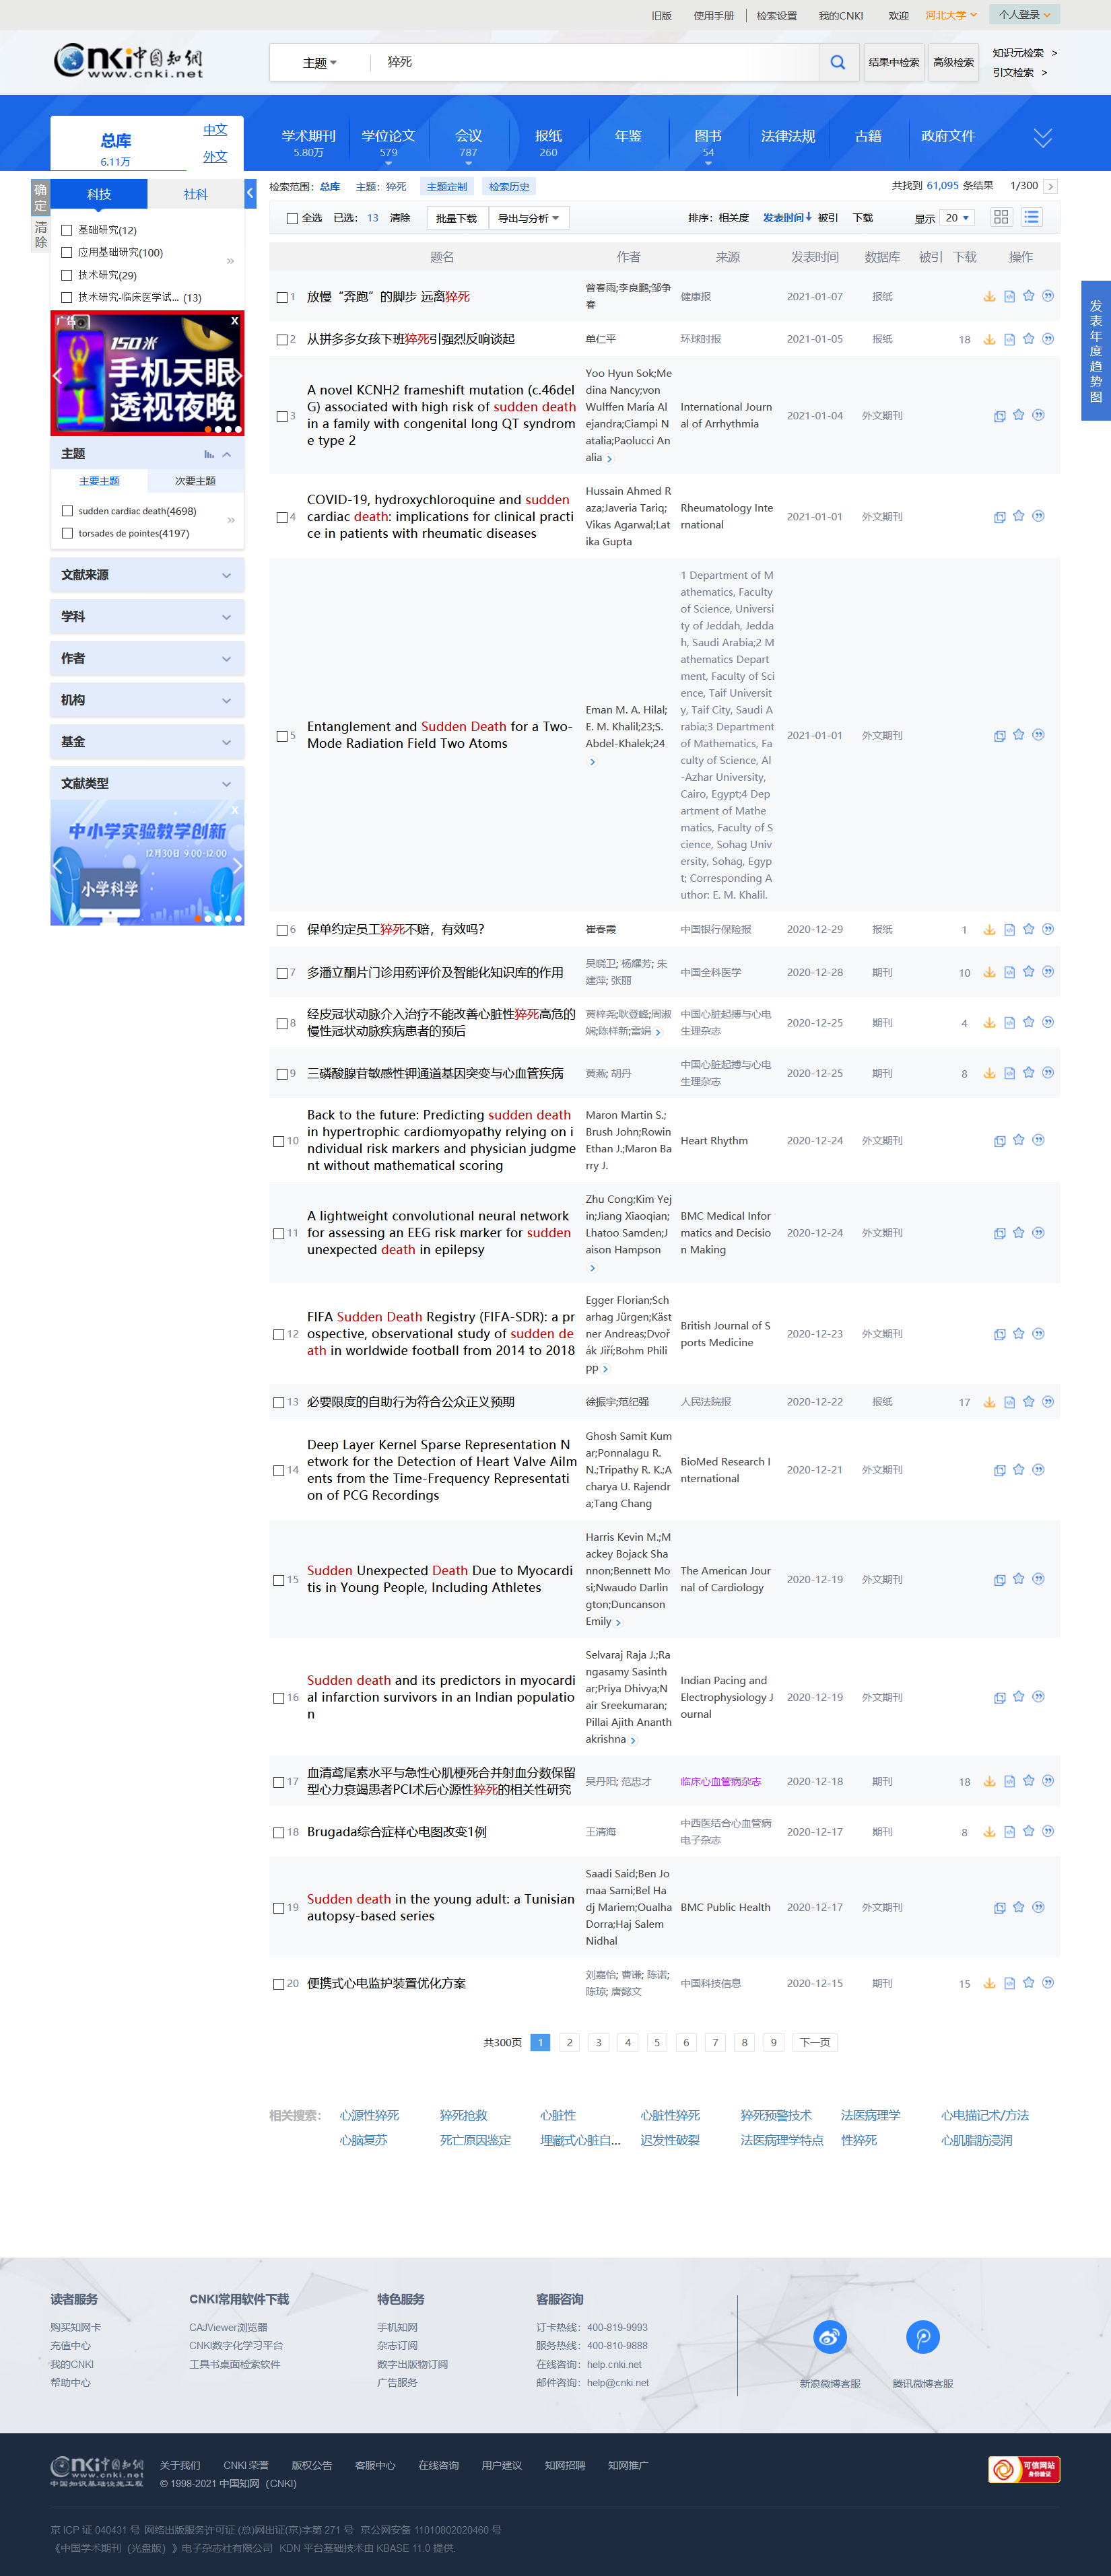 旧版 使用手册 检索设置 我的CNKI 欢迎 河北大学 个人登录
Cnki中国知网
www.cnki.net
主题 猝死 结果中检索 高级检索
知识元检索 >
引文检索 >
总库 6.11万 中文 外文
学术期刊 5.80万 学位论文 579 会议 787 报纸 260 年鉴 图书 54 法律法规 古籍 政府文件
确定
清除
科技 社科
基础研究(12)
应用基础研究(100)
技术研究(29)
技术研究-临床医学试... (13)
广告 X
150米
手机天眼
透视夜晚
主题
主要主题 次要主题
sudden cardiac death(4698)
torsades de pointes(4197)
文献来源
学科
作者
机构
基金
文献类型
X
中小学实验教学创新
12月30日 9:00-12:00
小学科学
检索范围：总库 主题：猝死 主题定制 检索历史 共找到 61,095 条结果 1/300 >
全选 已选：13 清除 批量下载 导出与分析 排序：相关度 发表时间↓ 被引 下载 显示 20
题名 作者 来源 发表时间 数据库 被引 下载 操作
1 放慢“奔跑”的脚步 远离猝死 曾春雨;李良鹏;邹争春 健康报 2021-01-07 报纸
2 从拼多多女孩下班猝死引强烈反响谈起 单仁平 环球时报 2021-01-05 报纸 18
3 A novel KCNH2 frameshift mutation (c.46delG) associated with high risk of sudden death in a family with congenital long QT syndrome type 2 Yoo Hyun Sok;Medina Nancy;von Wulffen María Alejandra;Ciampi Natalia;Paolucci Analia International Journal of Arrhythmia 2021-01-04 外文期刊
4 COVID-19, hydroxychloroquine and sudden cardiac death: implications for clinical practice in patients with rheumatic diseases Hussain Ahmed Raza;Javeria Tariq;Vikas Agarwal;Latika Gupta Rheumatology International 2021-01-01 外文期刊
5 Entanglement and Sudden Death for a Two-Mode Radiation Field Two Atoms Eman M. A. Hilal;E. M. Khalil;23;S. Abdel-Khalek;24 1 Department of Mathematics, Faculty of Science, University of Jeddah, Jeddah, Saudi Arabia;2 Mathematics Department, Faculty of Science, Taif University, Taif City, Saudi Arabia;3 Department of Mathematics, Faculty of Science, Al-Azhar University, Cairo, Egypt;4 Department of Mathematics, Faculty of Science, Sohag University, Sohag, Egypt; Corresponding Author: E. M. Khalil. 2021-01-01 外文期刊
6 保单约定员工猝死不赔，有效吗? 崔春霞 中国银行保险报 2020-12-29 报纸 1
7 多潘立酮片门诊用药评价及智能化知识库的作用 吴晓卫; 杨耀芳; 朱建萍; 张丽 中国全科医学 2020-12-28 期刊 10
8 经皮冠状动脉介入治疗不能改善心脏性猝死高危的慢性冠状动脉疾病患者的预后 黄梓尧;耿登峰;周淑娴;陈样新;雷娟 中国心脏起搏与心电生理杂志 2020-12-25 期刊 4
9 三磷酸腺苷敏感性钾通道基因突变与心血管疾病 黄燕; 胡丹 中国心脏起搏与心电生理杂志 2020-12-25 期刊 8
10 Back to the future: Predicting sudden death in hypertrophic cardiomyopathy relying on individual risk markers and physician judgment without mathematical scoring Maron Martin S.;Brush John;Rowin Ethan J.;Maron Barry J. Heart Rhythm 2020-12-24 外文期刊
11 A lightweight convolutional neural network for assessing an EEG risk marker for sudden unexpected death in epilepsy Zhu Cong;Kim Yejin;Jiang Xiaoqian;Lhatoo Samden;Jaison Hampson BMC Medical Informatics and Decision Making 2020-12-24 外文期刊
12 FIFA Sudden Death Registry (FIFA-SDR): a prospective, observational study of sudden death in worldwide football from 2014 to 2018 Egger Florian;Scharhag Jürgen;Kästner Andreas;Dvořák Jiří;Bohm Philipp British Journal of Sports Medicine 2020-12-23 外文期刊
13 必要限度的自助行为符合公众正义预期 徐振宇;范纪强 人民法院报 2020-12-22 报纸 17
14 Deep Layer Kernel Sparse Representation Network for the Detection of Heart Valve Ailments from the Time-Frequency Representation of PCG Recordings Ghosh Samit Kumar;Ponnalagu R. N.;Tripathy R. K.;Acharya U. Rajendra;Tang Chang BioMed Research International 2020-12-21 外文期刊
15 Sudden Unexpected Death Due to Myocarditis in Young People, Including Athletes Harris Kevin M.;Mackey Bojack Shannon;Bennett Mosi;Nwaudo Darlington;Duncanson Emily The American Journal of Cardiology 2020-12-19 外文期刊
16 Sudden death and its predictors in myocardial infarction survivors in an Indian population Selvaraj Raja J.;Rangasamy Sasinthar;Priya Dhivya;Nair Sreekumaran;Pillai Ajith Ananthakrishna Indian Pacing and Electrophysiology Journal 2020-12-19 外文期刊
17 血清鸢尾素水平与急性心肌梗死合并射血分数保留型心力衰竭患者PCI术后心源性猝死的相关性研究 吴丹阳; 范忠才 临床心血管病杂志 2020-12-18 期刊 18
18 Brugada综合症样心电图改变1例 王清海 中西医结合心血管病电子杂志 2020-12-17 期刊 8
19 Sudden death in the young adult: a Tunisian autopsy-based series Saadi Said;Ben Jomaa Sami;Bel Hadj Mariem;Oualha Dorra;Haj Salem Nidhal BMC Public Health 2020-12-17 外文期刊
20 便携式心电监护装置优化方案 刘嘉怡; 曹谦; 陈诺; 陈琼; 唐懿文 中国科技信息 2020-12-15 期刊 15
发表年度趋势图
共300页 1 2 3 4 5 6 7 8 9 下一页
相关搜索： 心源性猝死 猝死抢救 心脏性 心脏性猝死 猝死预警技术 法医病理学 心电描记术/方法
心脑复苏 死亡原因鉴定 埋藏式心脏自... 迟发性破裂 法医病理学特点 性猝死 心肌脂肪浸润
读者服务 CNKI常用软件下载 特色服务 客服咨询
购买知网卡 CAJViewer浏览器 手机知网 订卡热线：400-819-9993
充值中心 CNKI数字化学习平台 杂志订阅 服务热线：400-810-9888
我的CNKI 工具书桌面检索软件 数字出版物订阅 在线咨询：help.cnki.net
帮助中心 广告服务 邮件咨询：help@cnki.net
新浪微博客服 腾讯微博客服
Cnki中国知网
www.cnki.net
中国知识基础设施工程
关于我们 CNKI荣誉 版权公告 客服中心 在线咨询 用户建议 知网招聘 知网推广
© 1998-2021 中国知网（CNKI）
可信网站
身份验证
京 ICP 证 040431 号 网络出版服务许可证 (总)网出证(京)字第 271 号 京公网安备 11010802020460 号
《中国学术期刊（光盘版）》电子杂志社有限公司 KDN 平台基础技术由 KBASE 11.0 提供.